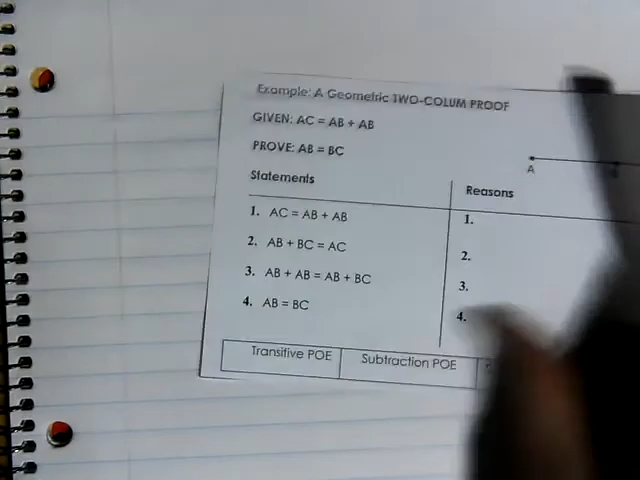 Example: A Geometric TWO-COLUM PROOF
GIVEN: AC = AB + AB
PROVE: AB = BC
A
Statements
Reasons
1. AC = AB + AB
1.
2. AB + BC = AC
2.
3. AB + AB = AB + BC
3.
4. AB = BC
4.
Transitive POE
Subtraction POE